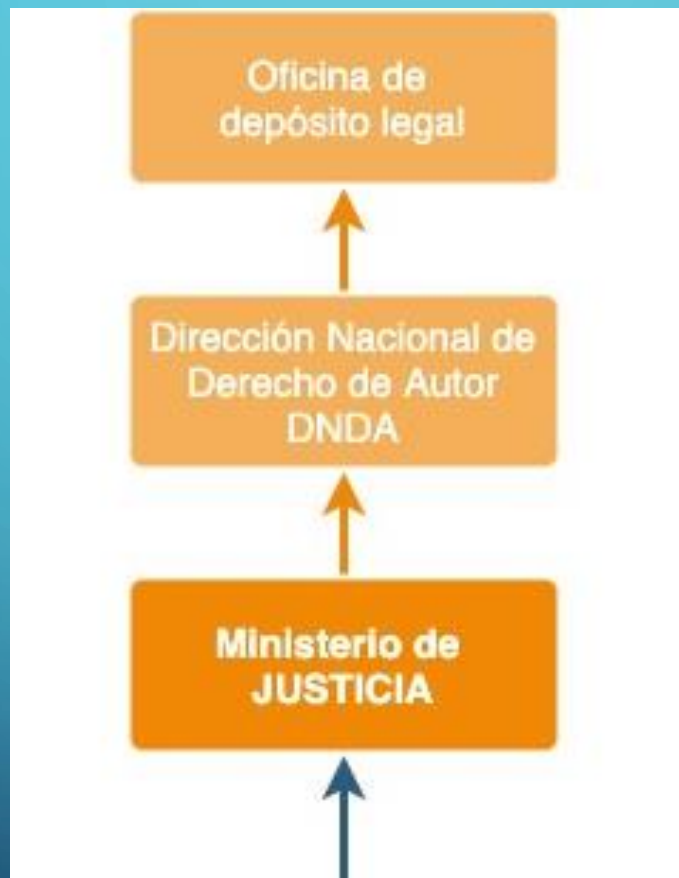 Oficina de
depósito legal
Dirección Nacional de
Derecho de Autor
DNDA
Ministerio de
JUSTICIA